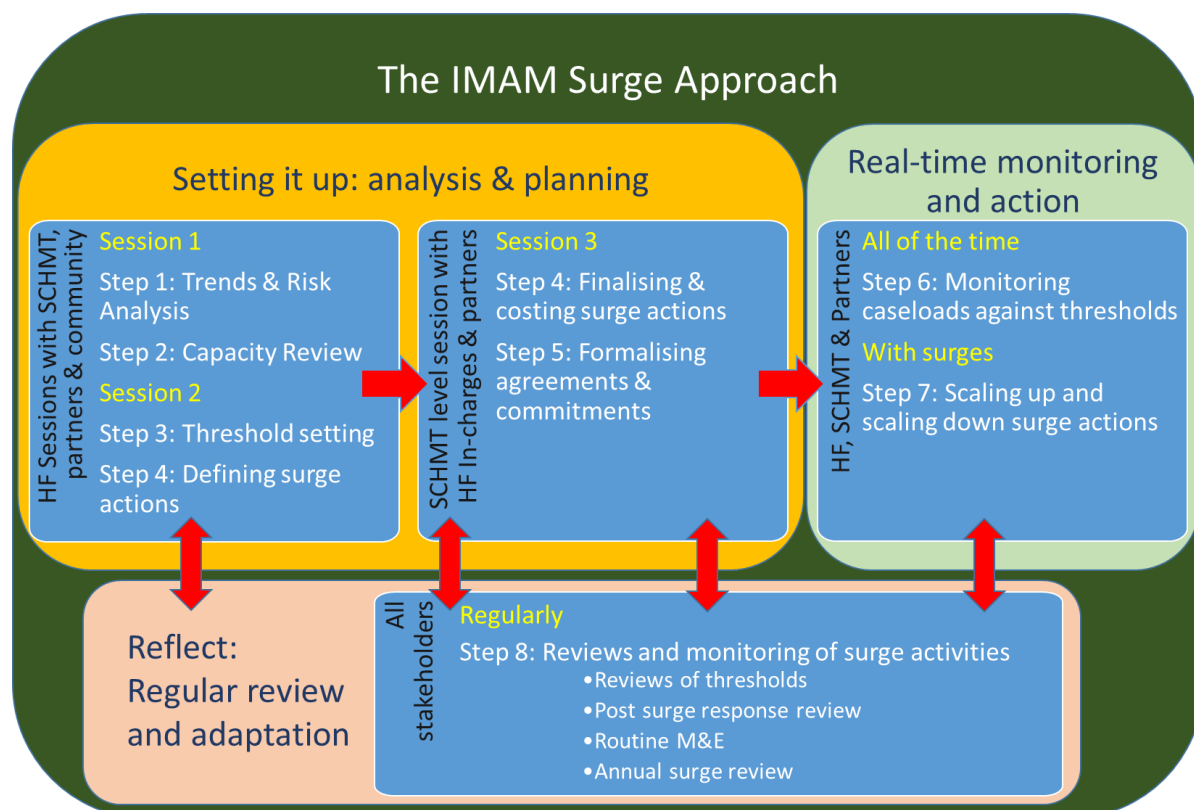 The IMAM Surge Approach
Setting it up: analysis & planning
HF Sessions with SCHMT,
partners & community
Session 1
Step 1: Trends & Risk
Analysis
Step 2: Capacity Review
Session 2
Step 3: Threshold setting
Step 4: Defining surge
actions
SCHMT level session with
HF In-charges & partners
Session 3
Step 4: Finalising &
costing surge actions
Step 5: Formalising
agreements &
commitments
Real-time monitoring
and action
HF, SCHMT & Partners
All of the time
Step 6: Monitoring
caseloads against thresholds
With surges
Step 7: Scaling up and
scaling down surge actions
Reflect:
Regular review
and adaptation
All
stakeholders
Regularly
Step 8: Reviews and monitoring of surge activities
•Reviews of thresholds
•Post surge response review
•Routine M&E
•Annual surge review